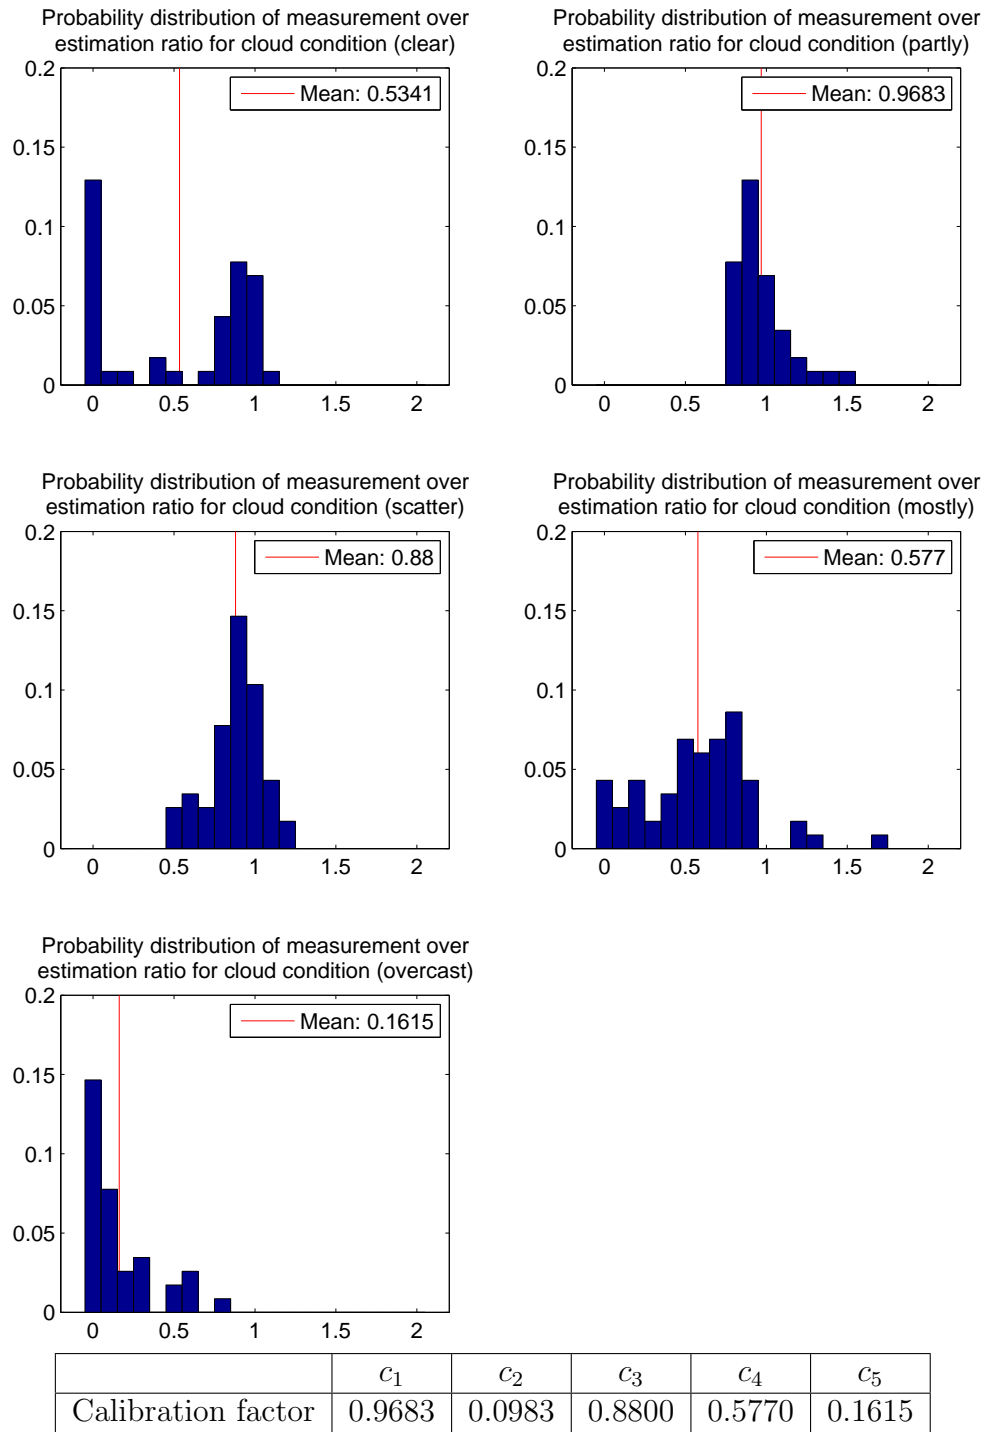 Probability distribution of measurement over
estimation ratio for cloud condition (clear)
0.2
0.15
0.1
0.05
0
Mean: 0.5341
0 0.5 1 1.5 2
Probability distribution of measurement over
estimation ratio for cloud condition (partly)
0.2
0.15
0.1
0.05
0
Mean: 0.9683
0 0.5 1 1.5 2
Probability distribution of measurement over
estimation ratio for cloud condition (scatter)
0.2
0.15
0.1
0.05
0
Mean: 0.88
0 0.5 1 1.5 2
Probability distribution of measurement over
estimation ratio for cloud condition (mostly)
0.2
0.15
0.1
0.05
0
Mean: 0.577
0 0.5 1 1.5 2
Probability distribution of measurement over
estimation ratio for cloud condition (overcast)
0.2
0.15
0.1
0.05
0
Mean: 0.1615
0 0.5 1 1.5 2
c1 c2 c3 c4 c5
Calibration factor 0.9683 0.0983 0.8800 0.5770 0.1615